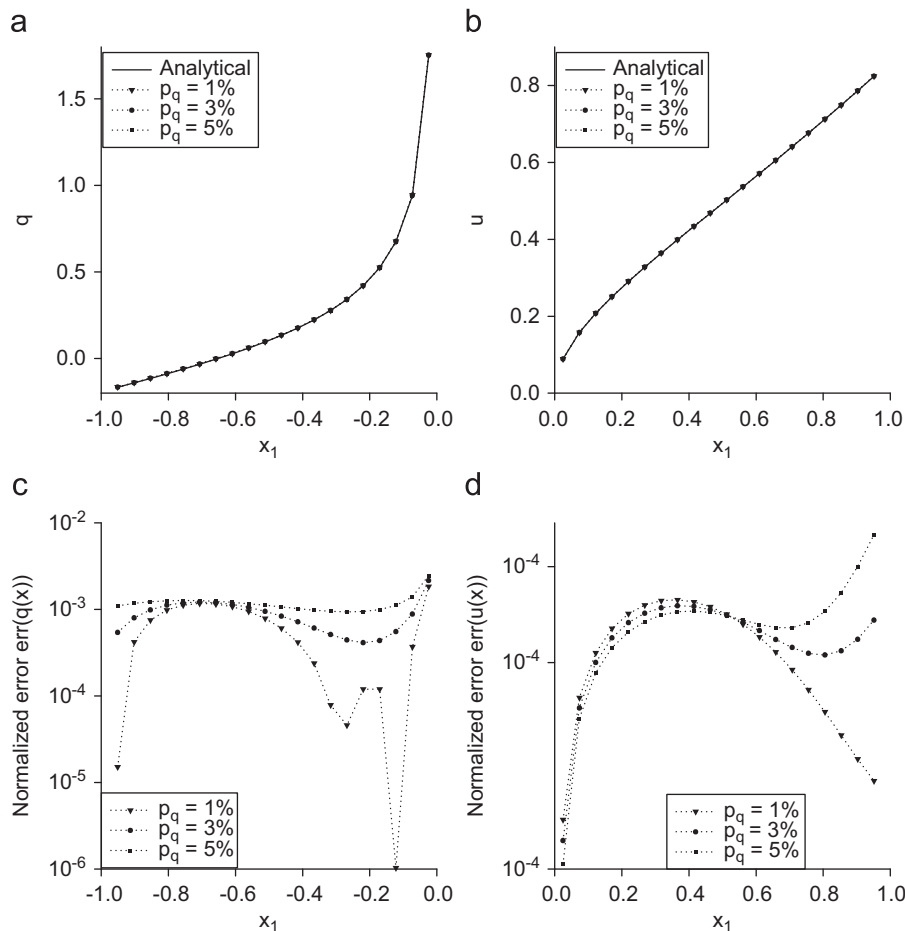 a
Analytical
pq = 1%
pq = 3%
pq = 5%
1.5
1.0
0.5
0.0
q
-1.0
-0.8
-0.6
-0.4
-0.2
0.0
x1
b
Analytical
pq = 1%
pq = 3%
pq = 5%
0.8
0.6
0.4
0.2
0.0
u
0.0
0.2
0.4
0.6
0.8
1.0
x1
c
10-2
10-3
10-4
10-5
10-6
Normalized error err(q(x))
pq = 1%
pq = 3%
pq = 5%
-1.0
-0.8
-0.6
-0.4
-0.2
0.0
x1
d
10-4
10-4
10-4
Normalized error err(u(x))
pq = 1%
pq = 3%
pq = 5%
0.0
0.2
0.4
0.6
0.8
1.0
x1